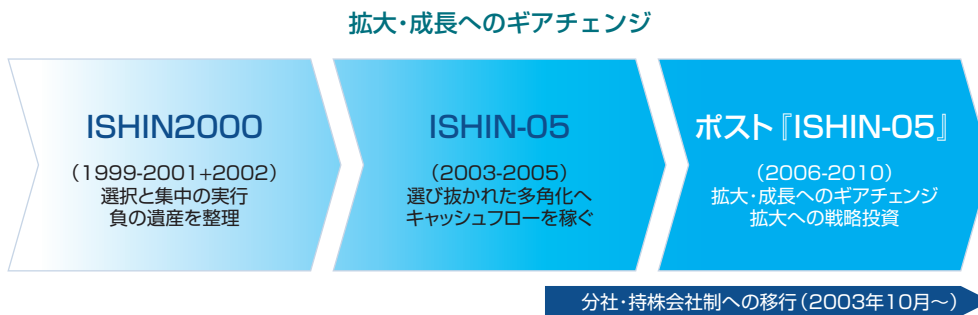 拡大・成長へのギアチェンジ
ISHIN2000
（1999-2001+2002）
選択と集中の実行
負の遺産を整理
ISHIN-05
（2003-2005）
選び抜かれた多角化へ
キャッシュフローを稼ぐ
ポスト『ISHIN-05』
（2006-2010）
拡大・成長へのギアチェンジ
拡大への戦略投資
分社・持株会社制への移行（2003年10月～）